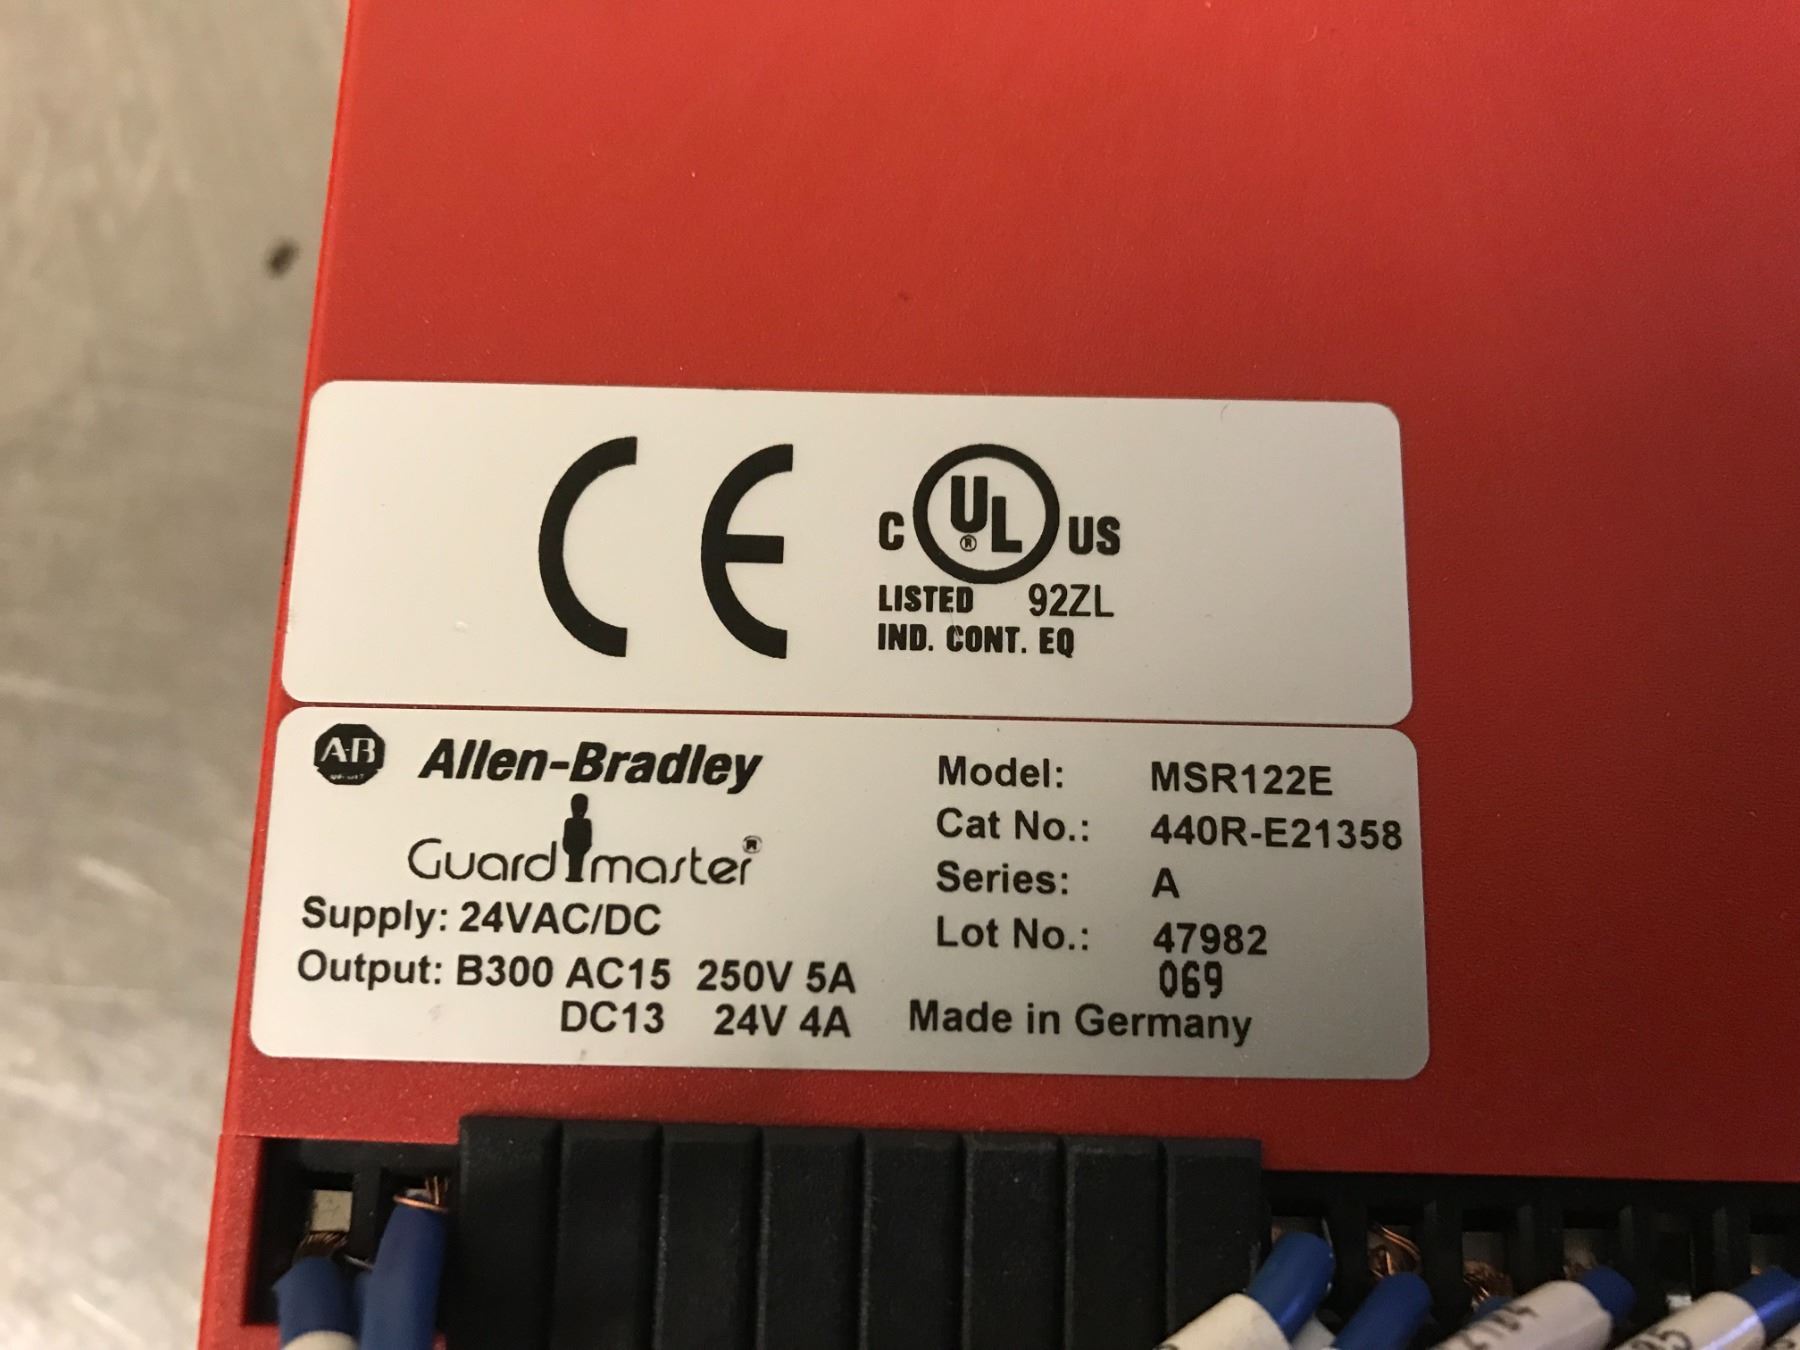 CE
C UL® US
LISTED 92ZL
IND. CONT. EQ
A-B Allen-Bradley
Guardmaster®
Supply: 24VAC/DC
Output: B300 AC15 250V 5A
DC13 24V 4A
Model: MSR122E
Cat No.: 440R-E21358
Series: A
Lot No.: 47982
069
Made in Germany